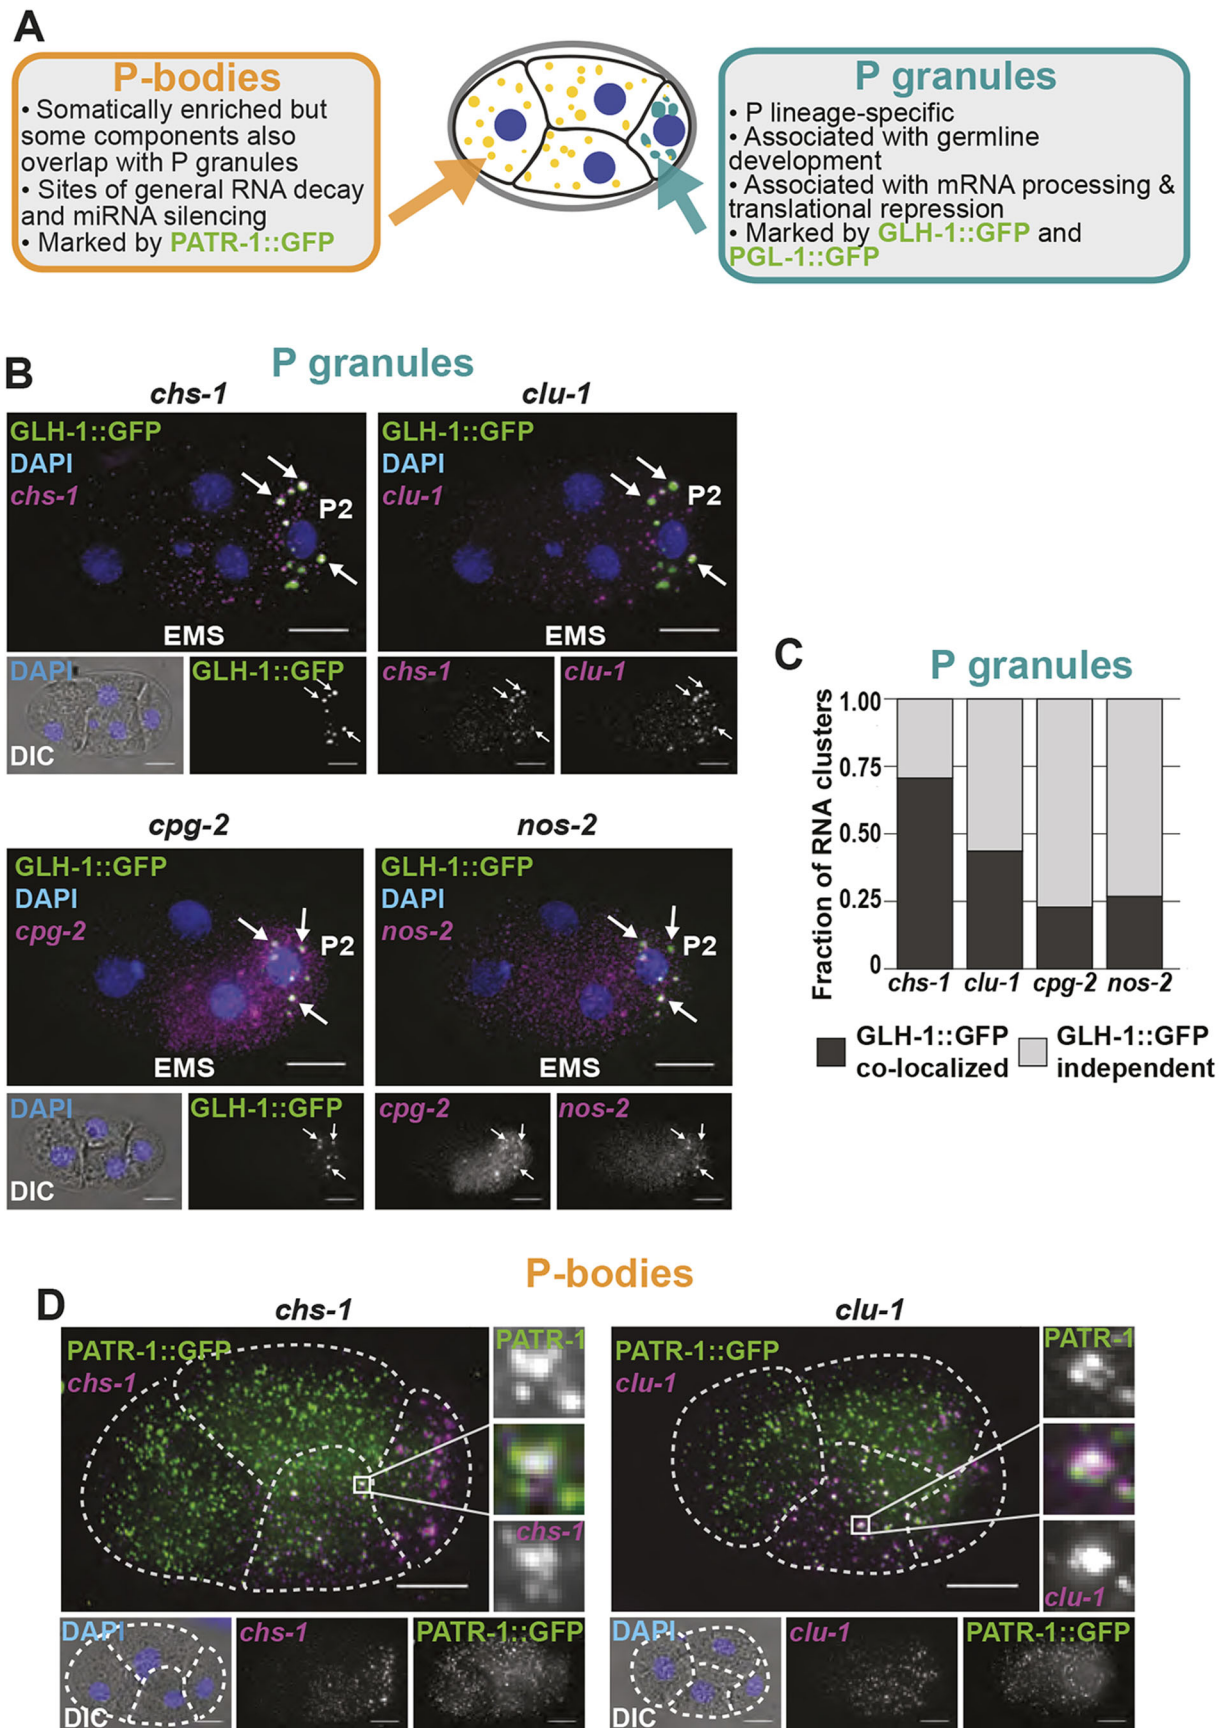 A
P-bodies
• Somatically enriched but
some components also
overlap with P granules
• Sites of general RNA decay
and miRNA silencing
• Marked by PATR-1::GFP
P granules
• P lineage-specific
• Associated with germline
development
• Associated with mRNA processing &
translational repression
• Marked by GLH-1::GFP and
PGL-1::GFP
B
P granules
chs-1
GLH-1::GFP
DAPI
chs-1
P2
EMS
clu-1
GLH-1::GFP
DAPI
clu-1
P2
EMS
DAPI
DIC
GLH-1::GFP
chs-1
clu-1
cpg-2
GLH-1::GFP
DAPI
cpg-2
P2
EMS
nos-2
GLH-1::GFP
DAPI
nos-2
P2
EMS
DAPI
DIC
GLH-1::GFP
cpg-2
nos-2
C
P granules
Fraction of RNA clusters
1.00
0.75
0.50
0.25
0
chs-1 clu-1 cpg-2 nos-2
GLH-1::GFP
co-localized
GLH-1::GFP
independent
P-bodies
D
chs-1
PATR-1::GFP
chs-1
PATR-1
chs-1
clu-1
PATR-1::GFP
clu-1
PATR-1
clu-1
DAPI
DIC
chs-1
PATR-1::GFP
DAPI
DIC
clu-1
PATR-1::GFP